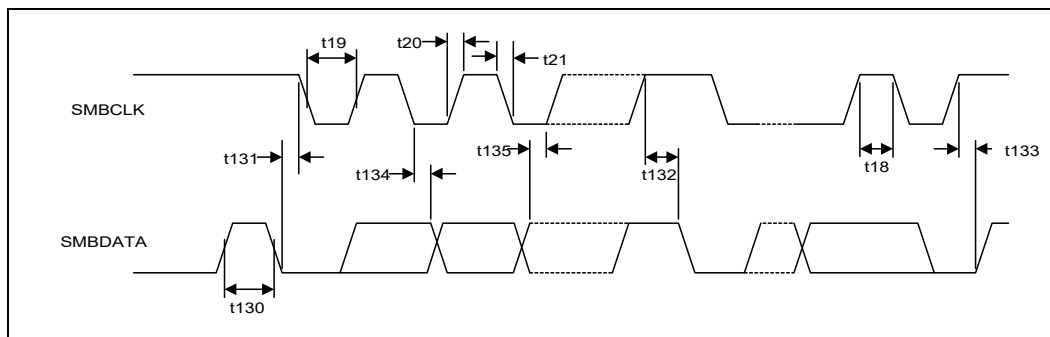 t19
t20
t21
SMBCLK
t131
t134
t135
t132
t18
t133
SMBDATA
t130